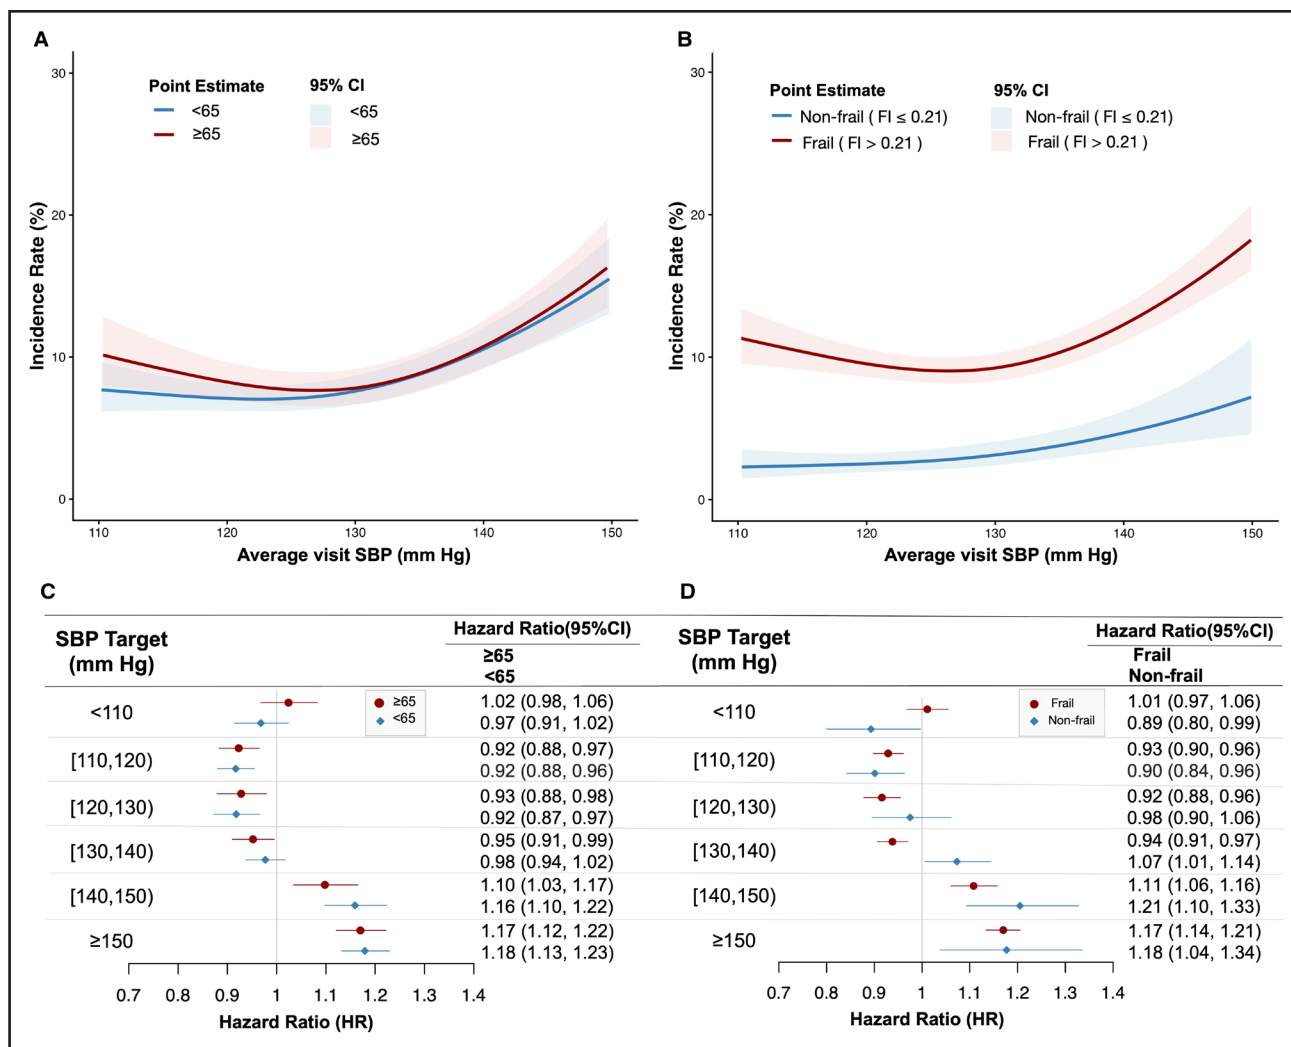 A
Point Estimate
<65
≥65
95% CI
<65
≥65
Incidence Rate (%)
30
20
10
0
110
120
130
140
150
Average visit SBP (mm Hg)
B
Point Estimate
Non-frail ( FI ≤ 0.21)
Frail ( FI > 0.21 )
95% CI
Non-frail ( FI ≤ 0.21)
Frail ( FI > 0.21 )
Incidence Rate (%)
30
20
10
0
110
120
130
140
150
Average visit SBP (mm Hg)
C
SBP Target
(mm Hg)
Hazard Ratio(95%CI)
≥65
<65
≥65
<65
<110
1.02 (0.98, 1.06)
0.97 (0.91, 1.02)
[110,120)
0.92 (0.88, 0.97)
0.92 (0.88, 0.96)
[120,130)
0.93 (0.88, 0.98)
0.92 (0.87, 0.97)
[130,140)
0.95 (0.91, 0.99)
0.98 (0.94, 1.02)
[140,150)
1.10 (1.03, 1.17)
1.16 (1.10, 1.22)
≥150
1.17 (1.12, 1.22)
1.18 (1.13, 1.23)
0.7 0.8 0.9 1 1.1 1.2 1.3 1.4
Hazard Ratio (HR)
D
SBP Target
(mm Hg)
Hazard Ratio(95%CI)
Frail
Non-frail
Frail
Non-frail
<110
1.01 (0.97, 1.06)
0.89 (0.80, 0.99)
[110,120)
0.93 (0.90, 0.96)
0.90 (0.84, 0.96)
[120,130)
0.92 (0.88, 0.96)
0.98 (0.90, 1.06)
[130,140)
0.94 (0.91, 0.97)
1.07 (1.01, 1.14)
[140,150)
1.11 (1.06, 1.16)
1.21 (1.10, 1.33)
≥150
1.17 (1.14, 1.21)
1.18 (1.04, 1.34)
0.7 0.8 0.9 1 1.1 1.2 1.3 1.4
Hazard Ratio (HR)